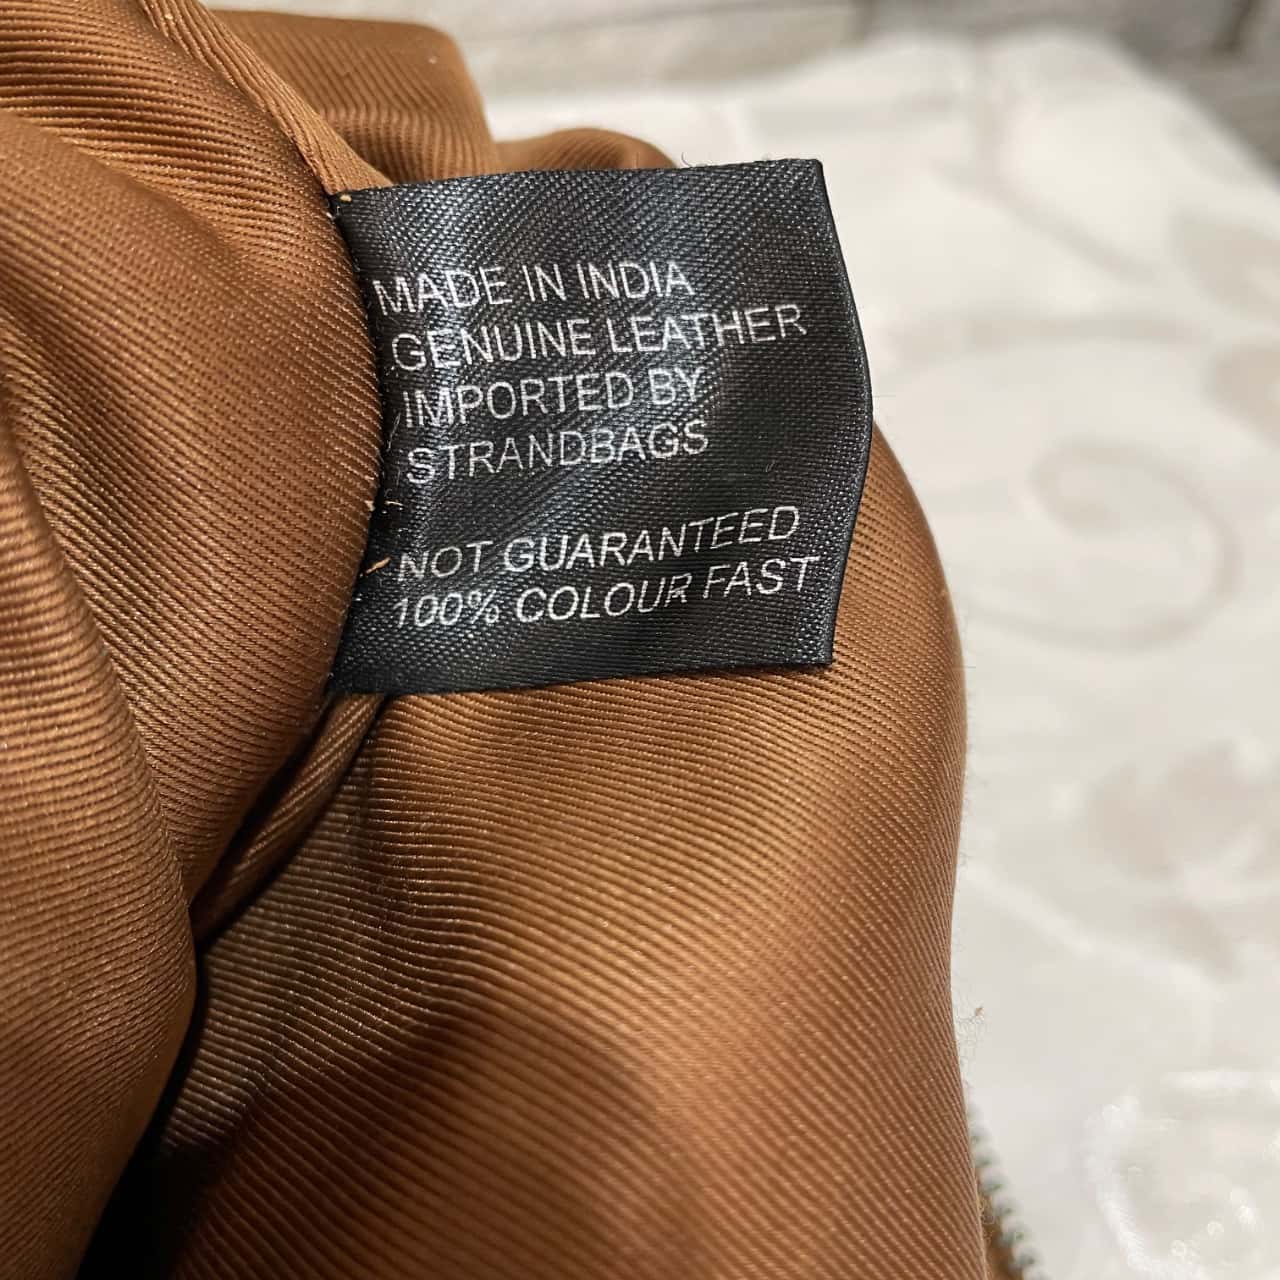 MADE IN INDIA
GENUINE LEATHER
IMPORTED BY
STRANDBAGS
NOT GUARANTEED
100% COLOUR FAST